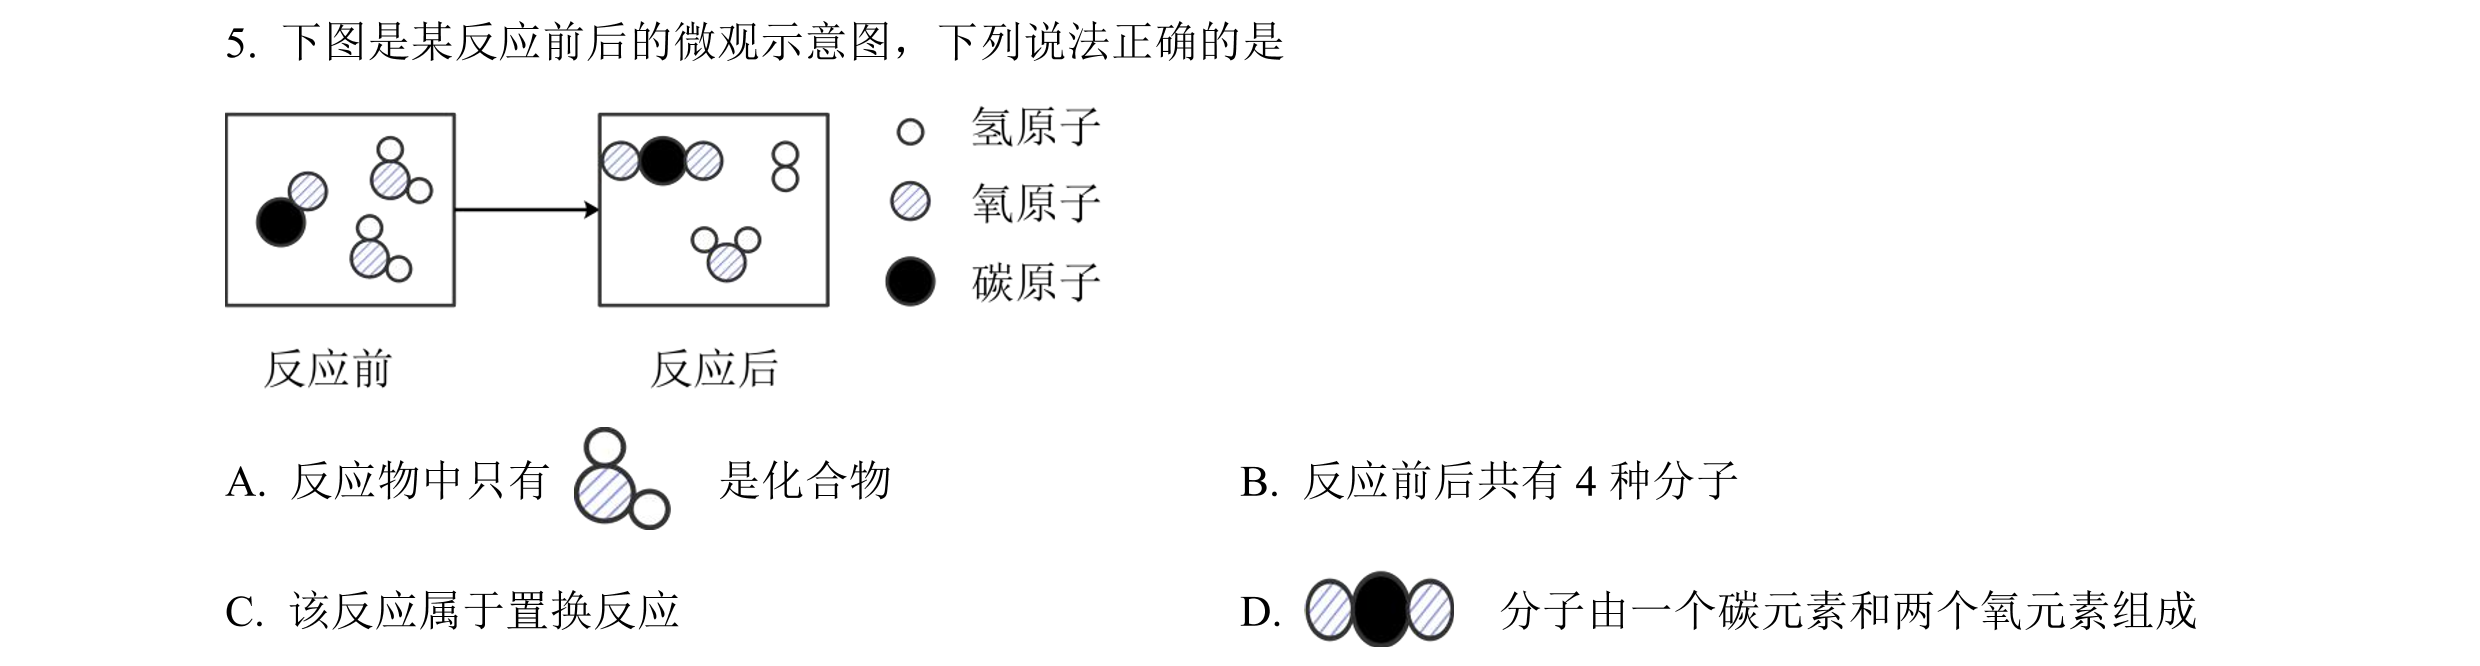 5. 下图是某反应前后的微观示意图，下列说法正确的是
氢原子
氧原子
碳原子
反应前 反应后
A. 反应物中只有 是化合物 B. 反应前后共有 4 种分子
C. 该反应属于置换反应 D. 分子由一个碳元素和两个氧元素组成